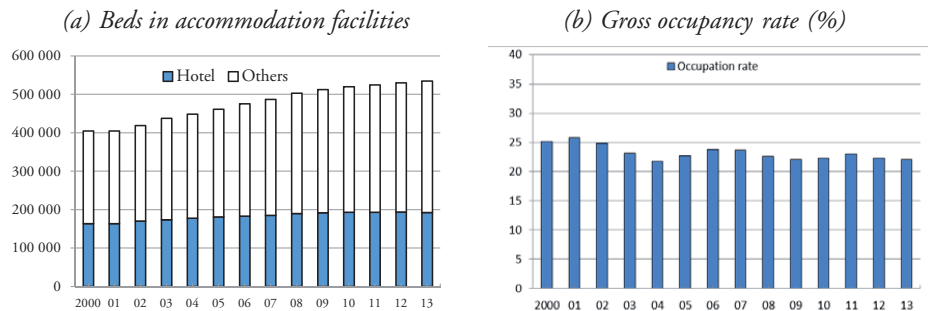 (a) Beds in accommodation facilities
600 000
500 000
400 000
300 000
200 000
100 000
0
Hotel Others
2000 01 02 03 04 05 06 07 08 09 10 11 12 13
(b) Gross occupancy rate (%)
40
35
30
25
20
15
10
5
0
Occupation rate
2000 01 02 03 04 05 06 07 08 09 10 11 12 13